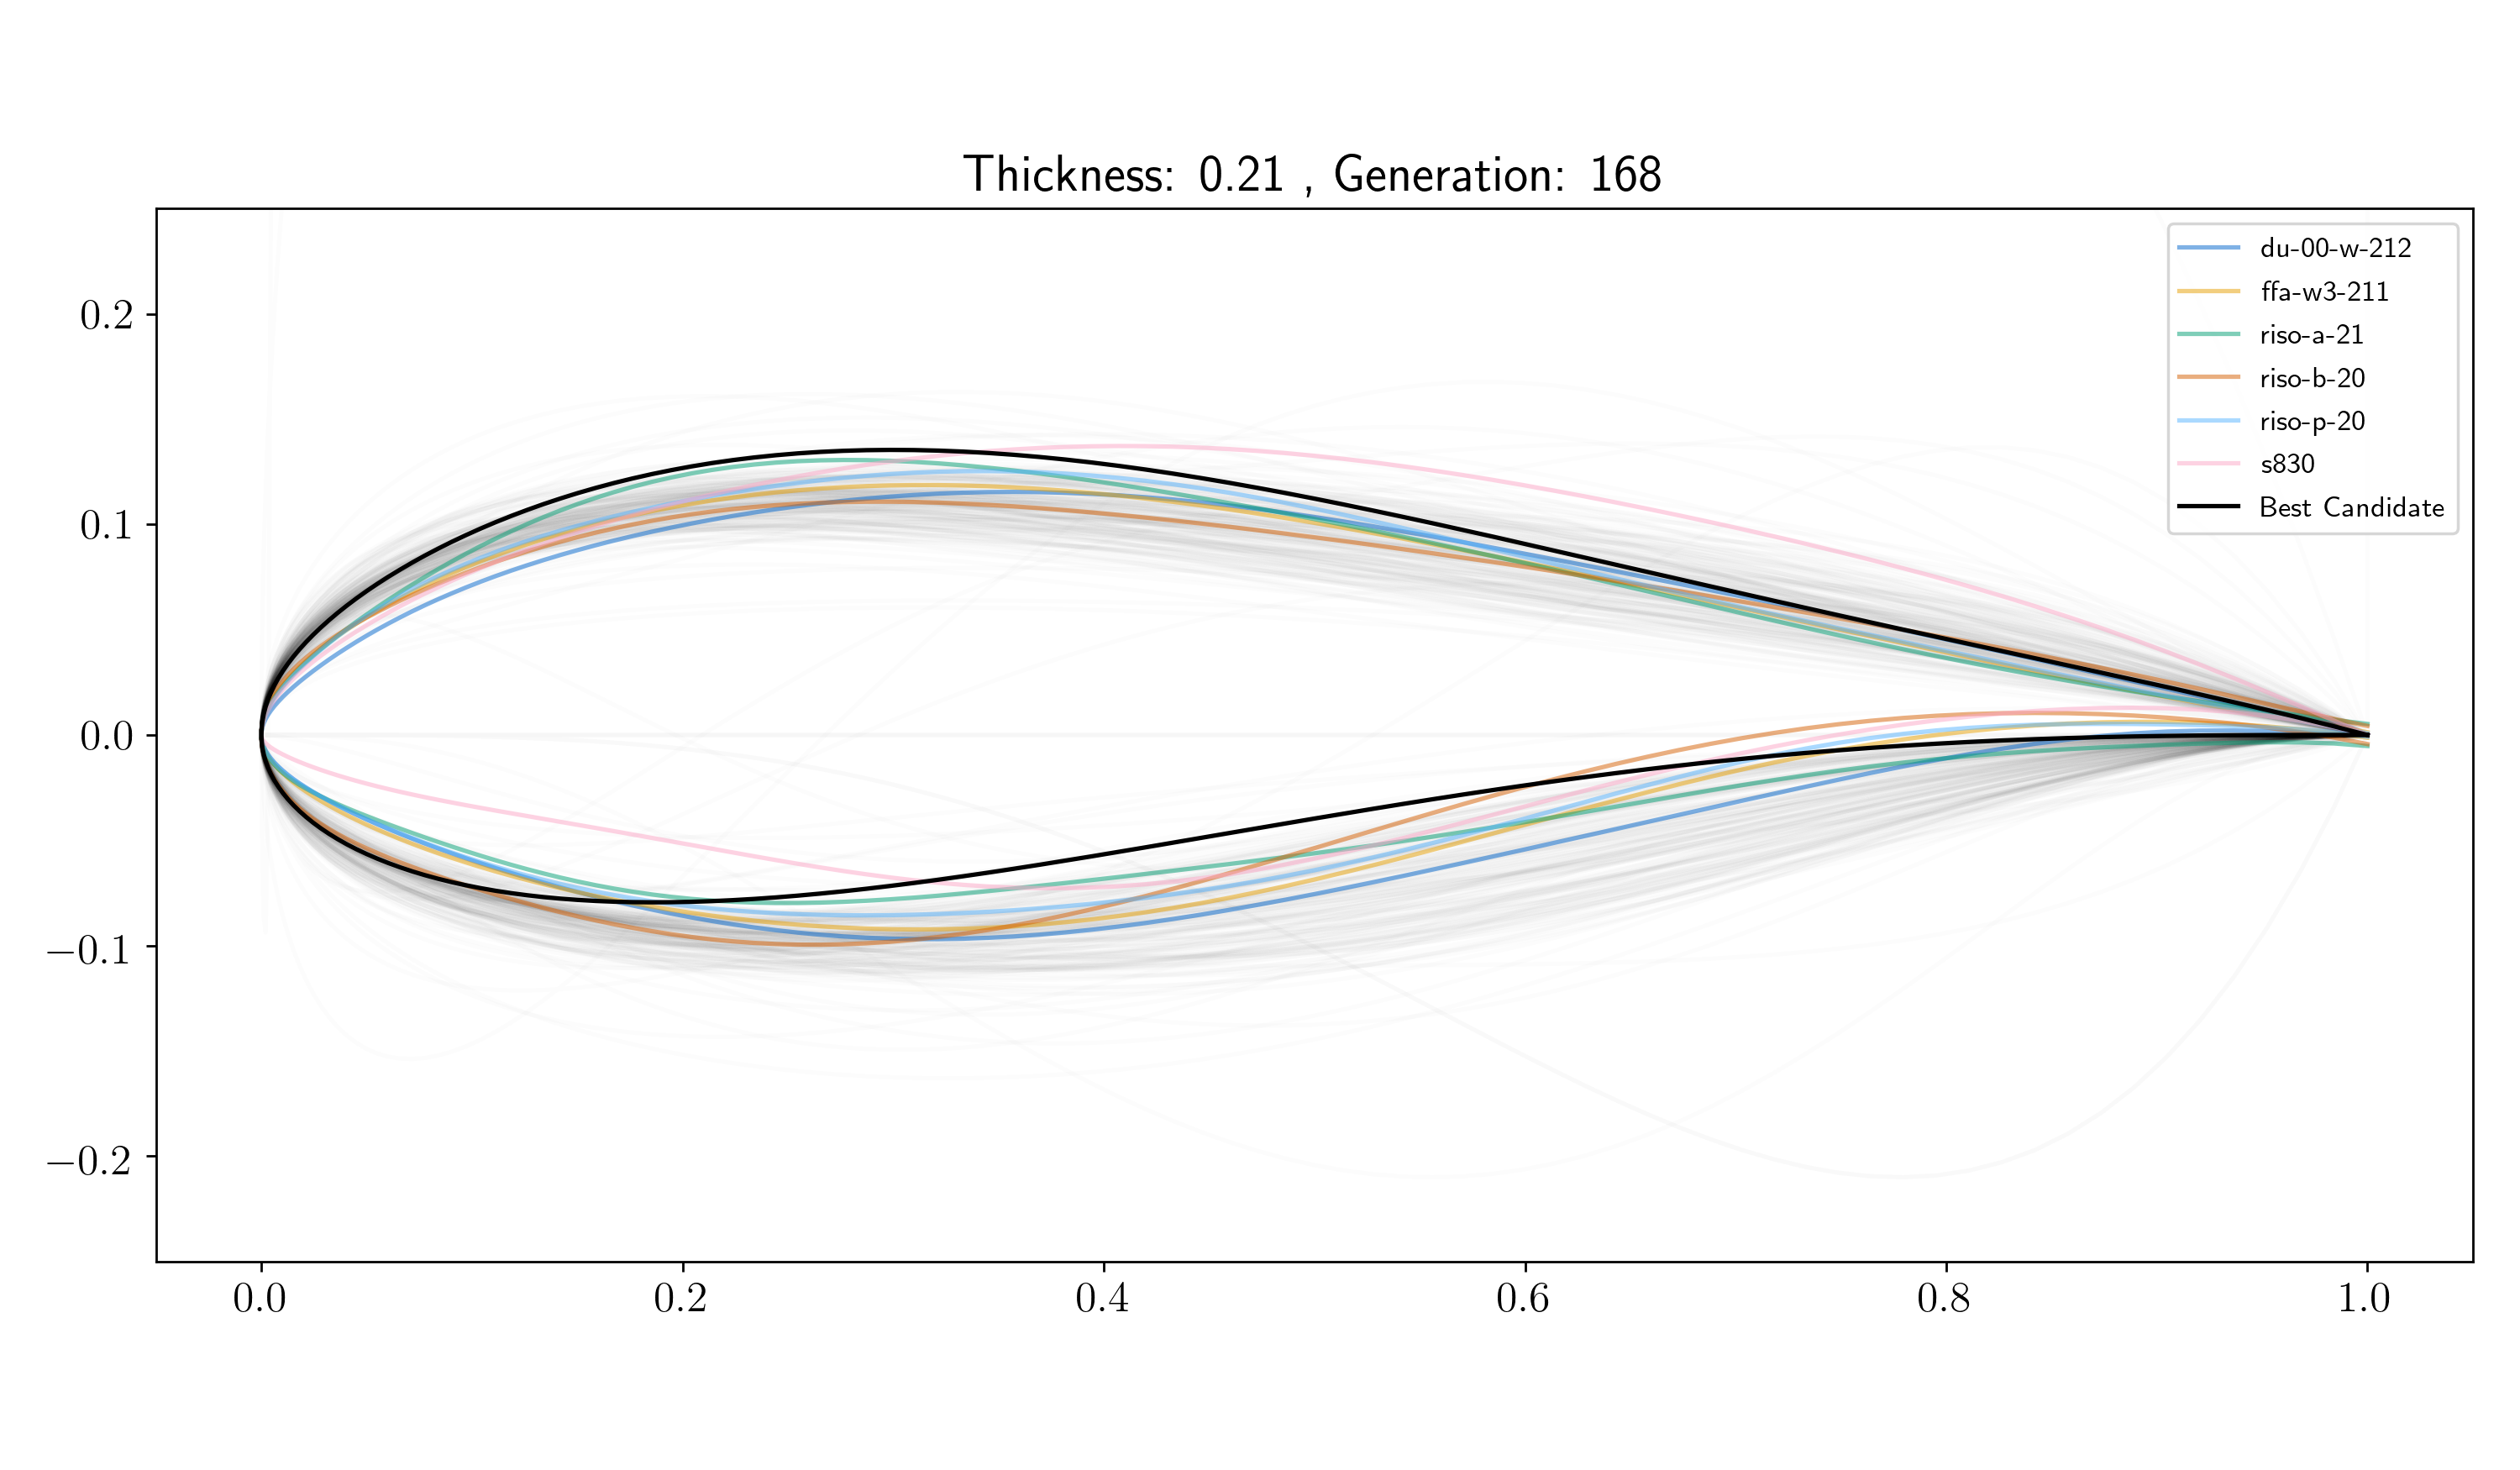 Thickness: 0.21 , Generation: 168
du-00-w-212
ffa-w3-211
riso-a-21
riso-b-20
riso-p-20
s830
Best Candidate
0.2
0.1
0.0
−0.1
−0.2
0.0 0.2 0.4 0.6 0.8 1.0